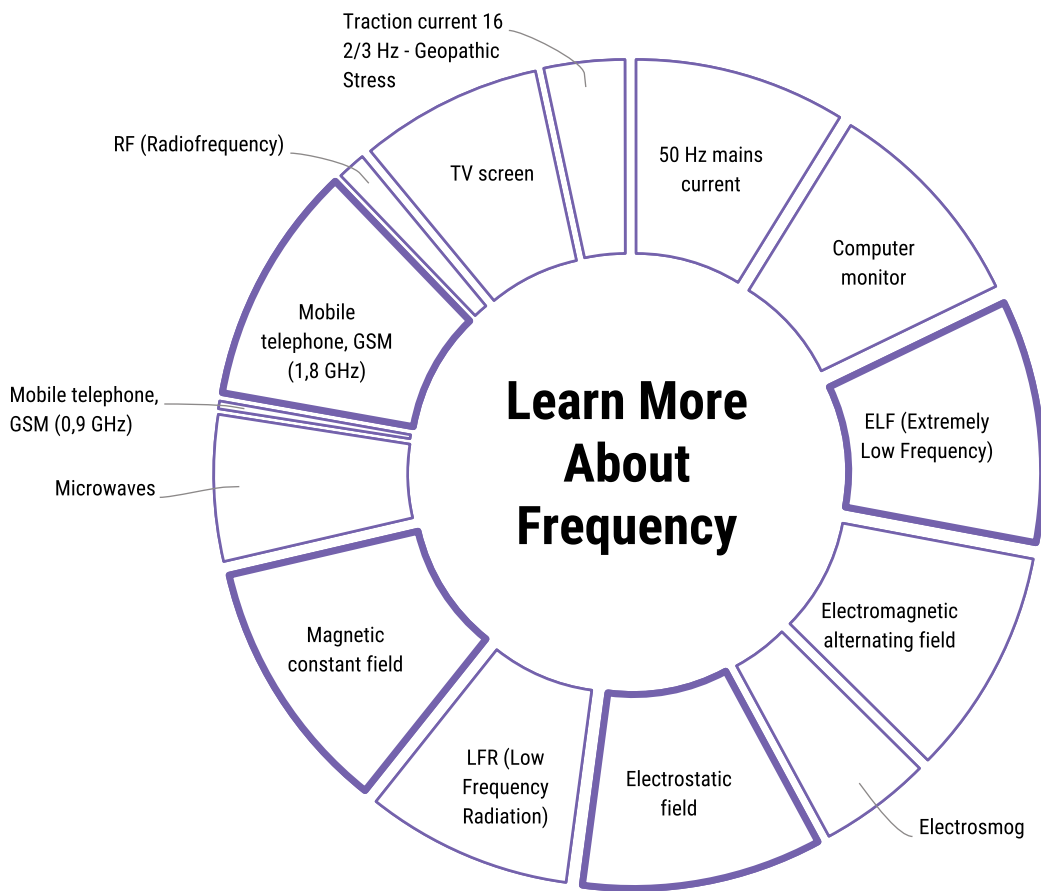 Traction current 16
2/3 Hz - Geopathic
Stress
RF (Radiofrequency)
TV screen
50 Hz mains
current
Computer
monitor
Mobile
telephone, GSM
(1,8 GHz)
Mobile telephone,
GSM (0,9 GHz)
Learn More
About
Frequency
ELF (Extremely
Low Frequency)
Microwaves
Electromagnetic
alternating field
Magnetic
constant field
LFR (Low
Frequency
Radiation)
Electrostatic
field
Electrosmog